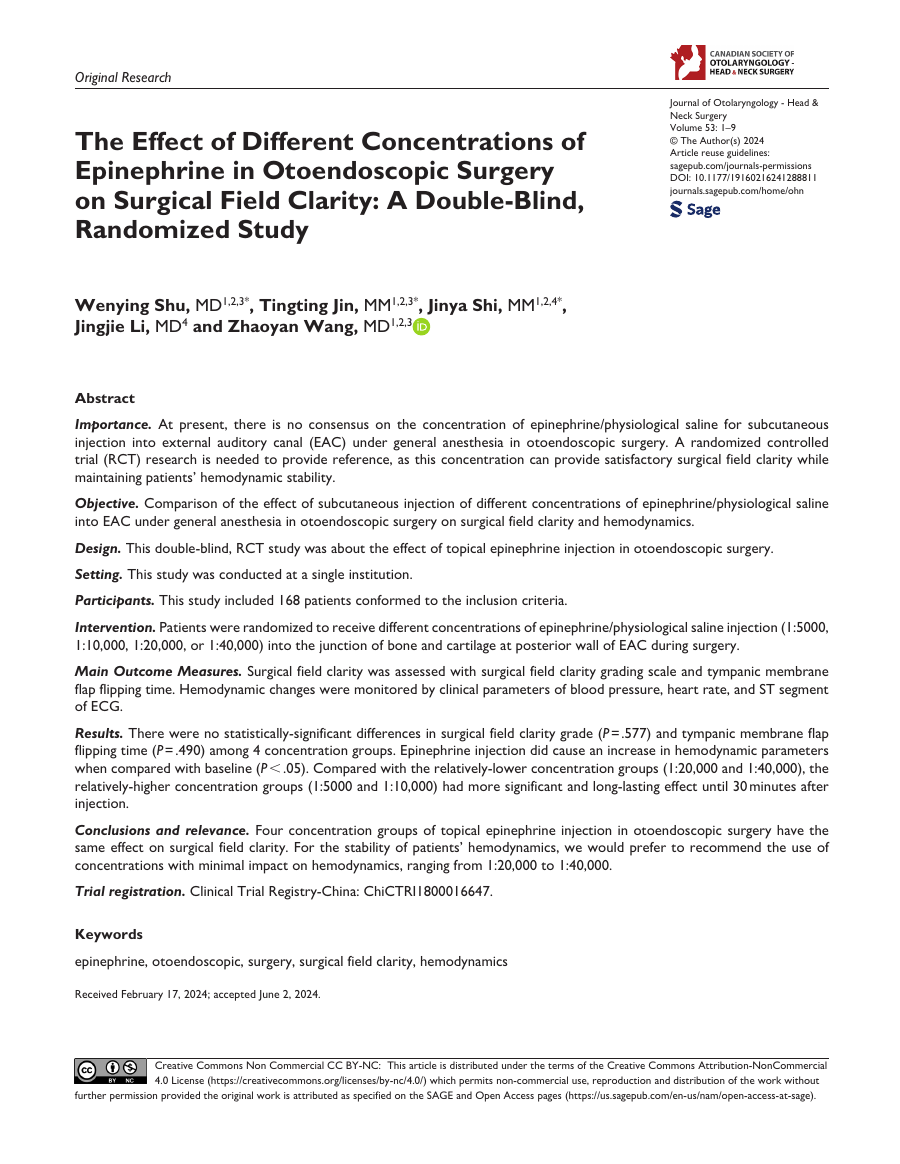 CANADIAN SOCIETY OF
OTOLARYNGOLOGY -
HEAD & NECK SURGERY
Original Research
Journal of Otolaryngology - Head &
Neck Surgery
Volume 53: 1–9
© The Author(s) 2024
Article reuse guidelines:
sagepub.com/journals-permissions
DOI: 10.1177/19160216241288811
journals.sagepub.com/home/ohn
Sage
The Effect of Different Concentrations of
Epinephrine in Otoendoscopic Surgery
on Surgical Field Clarity: A Double-Blind,
Randomized Study
Wenying Shu, MD1,2,3*, Tingting Jin, MM1,2,3*, Jinya Shi, MM1,2,4*,
Jingjie Li, MD4 and Zhaoyan Wang, MD1,2,3 iD
Abstract
Importance. At present, there is no consensus on the concentration of epinephrine/physiological saline for subcutaneous
injection into external auditory canal (EAC) under general anesthesia in otoendoscopic surgery. A randomized controlled
trial (RCT) research is needed to provide reference, as this concentration can provide satisfactory surgical field clarity while
maintaining patients’ hemodynamic stability.
Objective. Comparison of the effect of subcutaneous injection of different concentrations of epinephrine/physiological saline
into EAC under general anesthesia in otoendoscopic surgery on surgical field clarity and hemodynamics.
Design. This double-blind, RCT study was about the effect of topical epinephrine injection in otoendoscopic surgery.
Setting. This study was conducted at a single institution.
Participants. This study included 168 patients conformed to the inclusion criteria.
Intervention. Patients were randomized to receive different concentrations of epinephrine/physiological saline injection (1:5000,
1:10,000, 1:20,000, or 1:40,000) into the junction of bone and cartilage at posterior wall of EAC during surgery.
Main Outcome Measures. Surgical field clarity was assessed with surgical field clarity grading scale and tympanic membrane
flap flipping time. Hemodynamic changes were monitored by clinical parameters of blood pressure, heart rate, and ST segment
of ECG.
Results. There were no statistically-significant differences in surgical field clarity grade (P = .577) and tympanic membrane flap
flipping time (P = .490) among 4 concentration groups. Epinephrine injection did cause an increase in hemodynamic parameters
when compared with baseline (P < .05). Compared with the relatively-lower concentration groups (1:20,000 and 1:40,000), the
relatively-higher concentration groups (1:5000 and 1:10,000) had more significant and long-lasting effect until 30 minutes after
injection.
Conclusions and relevance. Four concentration groups of topical epinephrine injection in otoendoscopic surgery have the
same effect on surgical field clarity. For the stability of patients’ hemodynamics, we would prefer to recommend the use of
concentrations with minimal impact on hemodynamics, ranging from 1:20,000 to 1:40,000.
Trial registration. Clinical Trial Registry-China: ChiCTRI1800016647.
Keywords
epinephrine, otoendoscopic, surgery, surgical field clarity, hemodynamics
Received February 17, 2024; accepted June 2, 2024.
cc BY NC
Creative Commons Non Commercial CC BY-NC: This article is distributed under the terms of the Creative Commons Attribution-NonCommercial
4.0 License (https://creativecommons.org/licenses/by-nc/4.0/) which permits non-commercial use, reproduction and distribution of the work without
further permission provided the original work is attributed as specified on the SAGE and Open Access pages (https://us.sagepub.com/en-us/nam/open-access-at-sage).